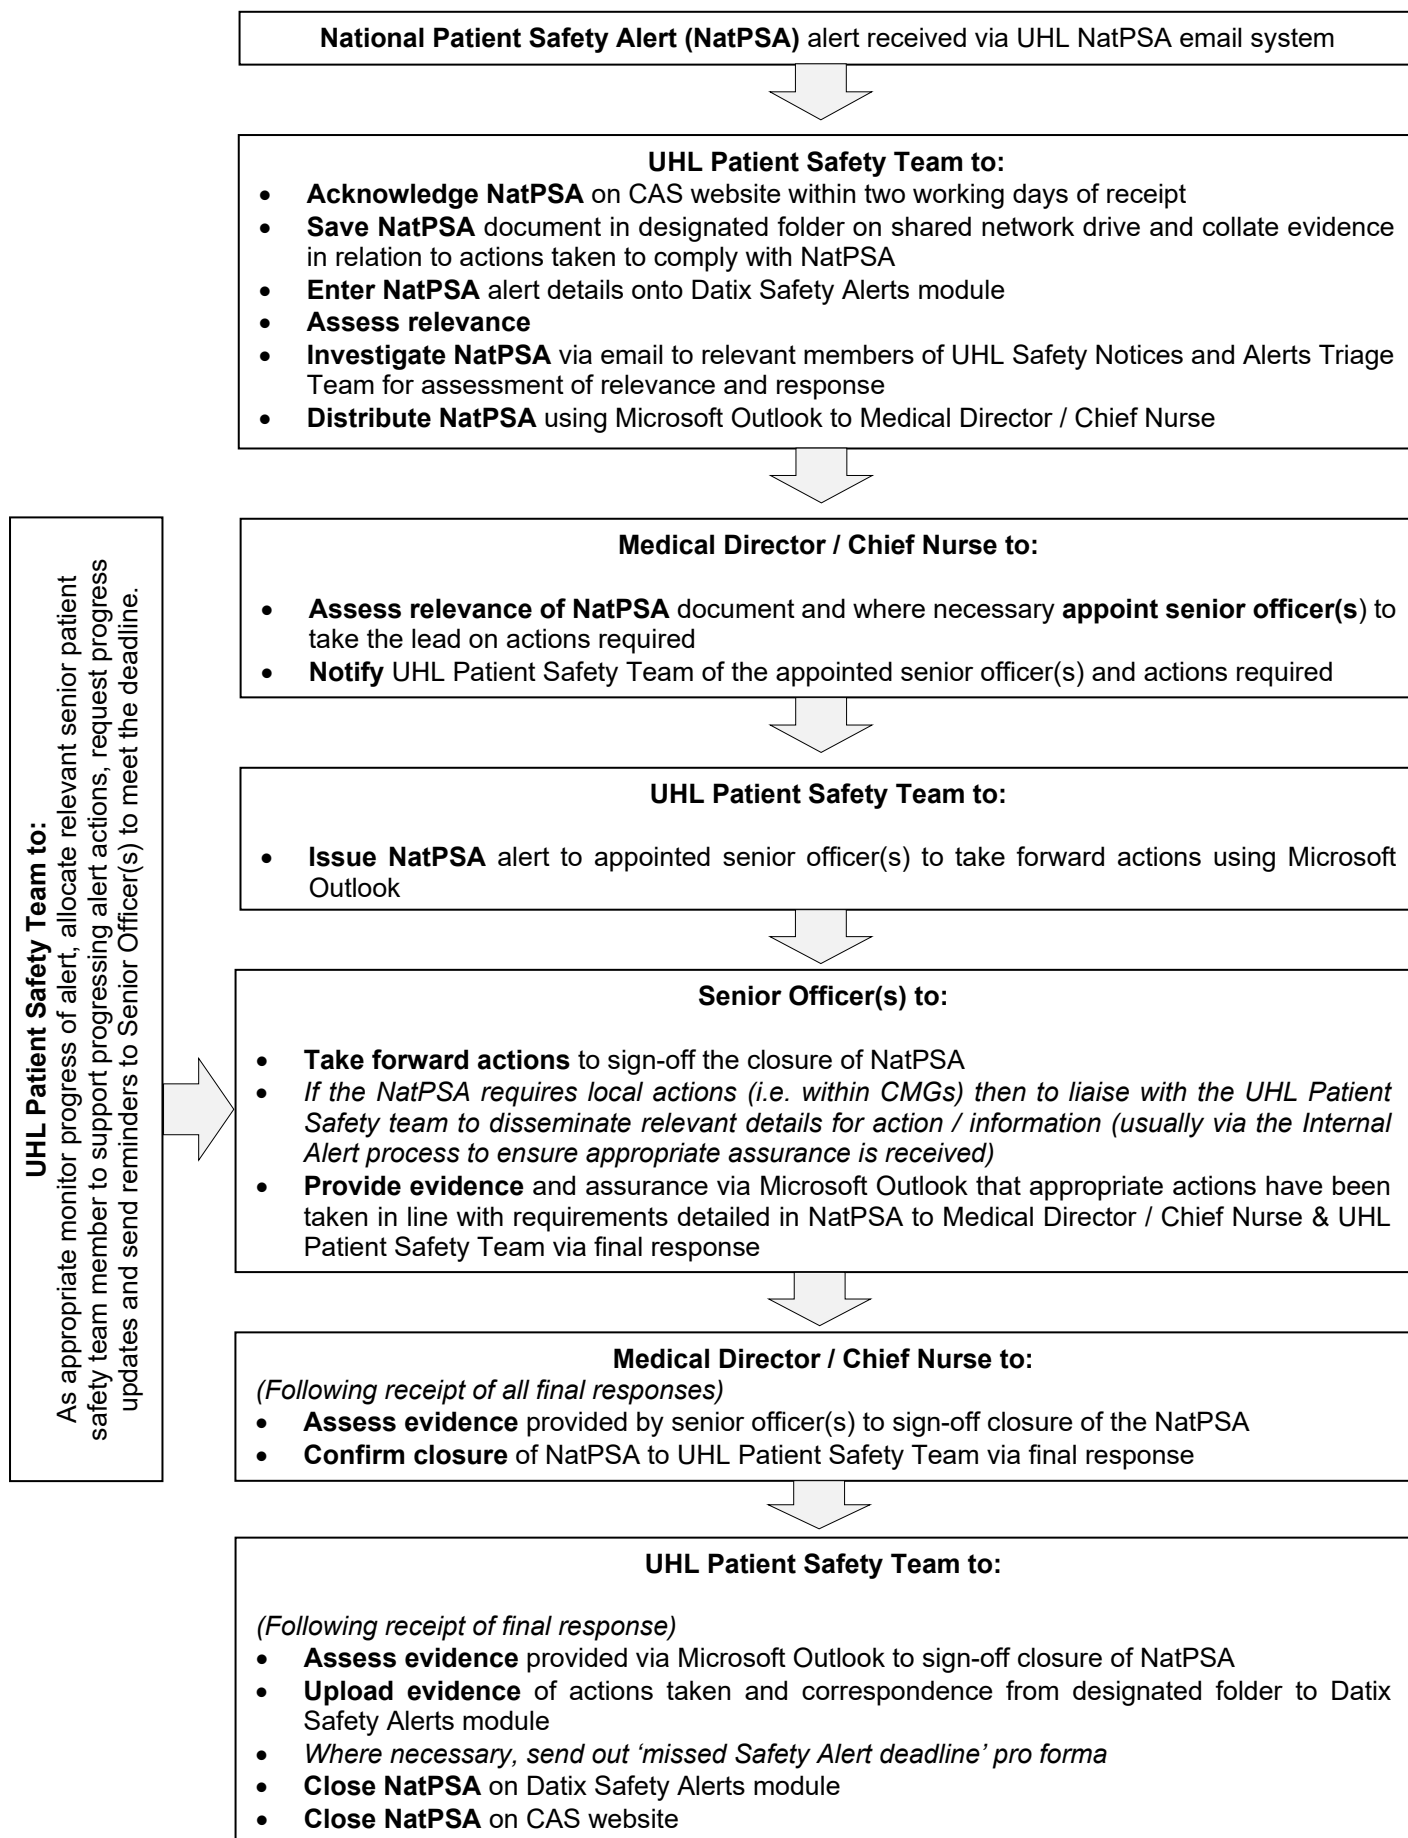 National Patient Safety Alert (NatPSA) alert received via UHL NatPSA email system
UHL Patient Safety Team to:
• Acknowledge NatPSA on CAS website within two working days of receipt
• Save NatPSA document in designated folder on shared network drive and collate evidence
in relation to actions taken to comply with NatPSA
• Enter NatPSA alert details onto Datix Safety Alerts module
• Assess relevance
• Investigate NatPSA via email to relevant members of UHL Safety Notices and Alerts Triage
Team for assessment of relevance and response
• Distribute NatPSA using Microsoft Outlook to Medical Director / Chief Nurse
Medical Director / Chief Nurse to:
• Assess relevance of NatPSA document and where necessary appoint senior officer(s) to
take the lead on actions required
• Notify UHL Patient Safety Team of the appointed senior officer(s) and actions required
UHL Patient Safety Team to:
• Issue NatPSA alert to appointed senior officer(s) to take forward actions using Microsoft
Outlook
UHL Patient Safety Team to:
As appropriate monitor progress of alert, allocate relevant senior patient
safety team member to support progressing alert actions, request progress
updates and send reminders to Senior Officer(s) to meet the deadline.
Senior Officer(s) to:
• Take forward actions to sign-off the closure of NatPSA
• If the NatPSA requires local actions (i.e. within CMGs) then to liaise with the UHL Patient
Safety team to disseminate relevant details for action / information (usually via the Internal
Alert process to ensure appropriate assurance is received)
• Provide evidence and assurance via Microsoft Outlook that appropriate actions have been
taken in line with requirements detailed in NatPSA to Medical Director / Chief Nurse & UHL
Patient Safety Team via final response
Medical Director / Chief Nurse to:
(Following receipt of all final responses)
• Assess evidence provided by senior officer(s) to sign-off closure of the NatPSA
• Confirm closure of NatPSA to UHL Patient Safety Team via final response
UHL Patient Safety Team to:
(Following receipt of final response)
• Assess evidence provided via Microsoft Outlook to sign-off closure of NatPSA
• Upload evidence of actions taken and correspondence from designated folder to Datix
Safety Alerts module
• Where necessary, send out ‘missed Safety Alert deadline’ pro forma
• Close NatPSA on Datix Safety Alerts module
• Close NatPSA on CAS website